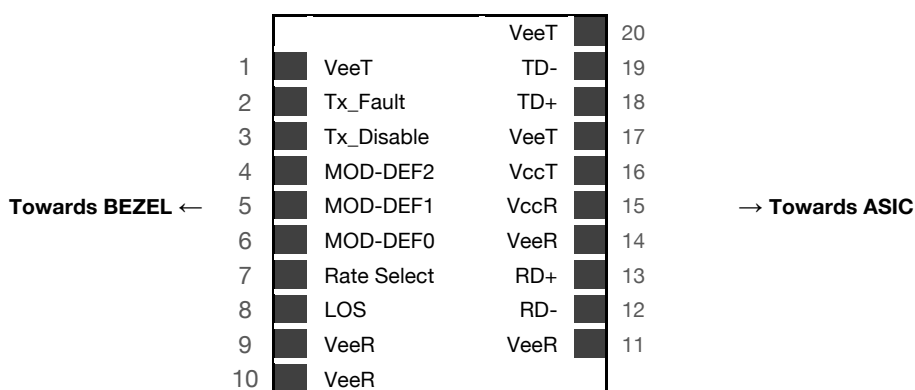 VeeT 20
1 VeeT TD- 19
2 Tx_Fault TD+ 18
3 Tx_Disable VeeT 17
4 MOD-DEF2 VccT 16
Towards BEZEL ← 5 MOD-DEF1 VccR 15 → Towards ASIC
6 MOD-DEF0 VeeR 14
7 Rate Select RD+ 13
8 LOS RD- 12
9 VeeR VeeR 11
10 VeeR